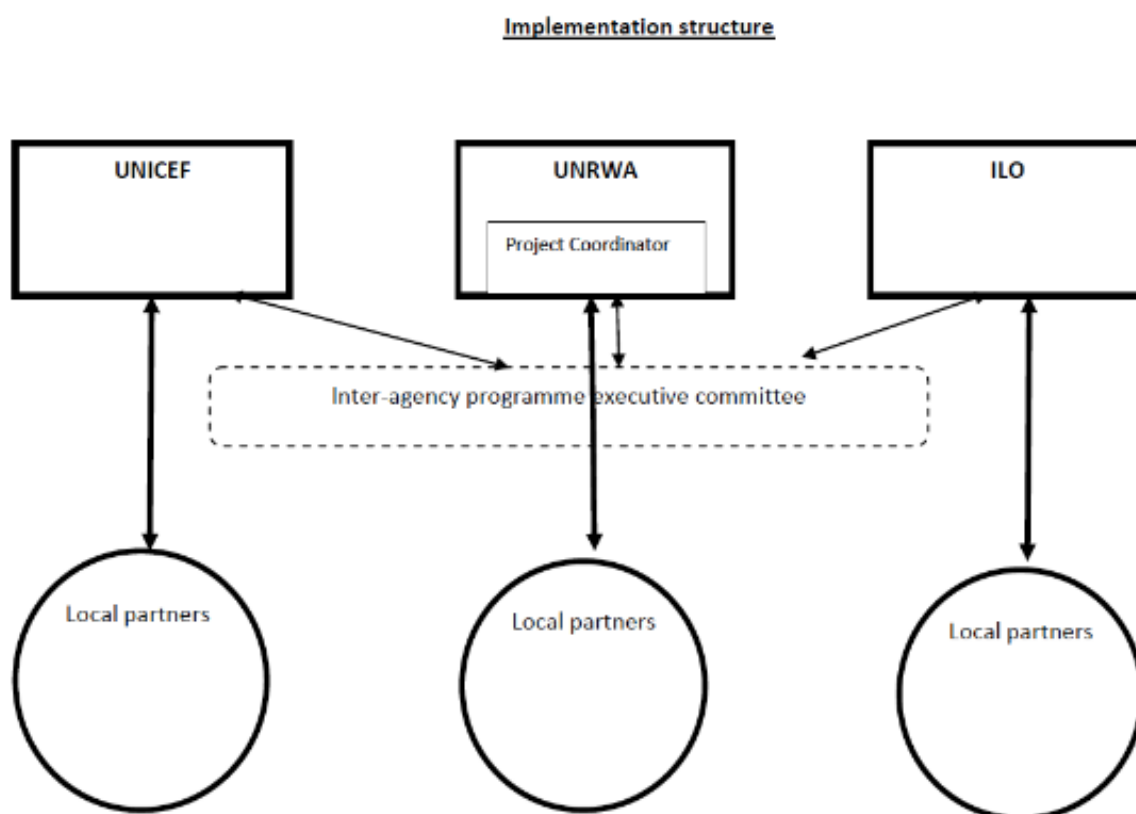 Implementation structure
UNICEF
UNRWA
ILO
Project Coordinator
Inter-agency programme executive committee
Local partners
Local partners
Local partners